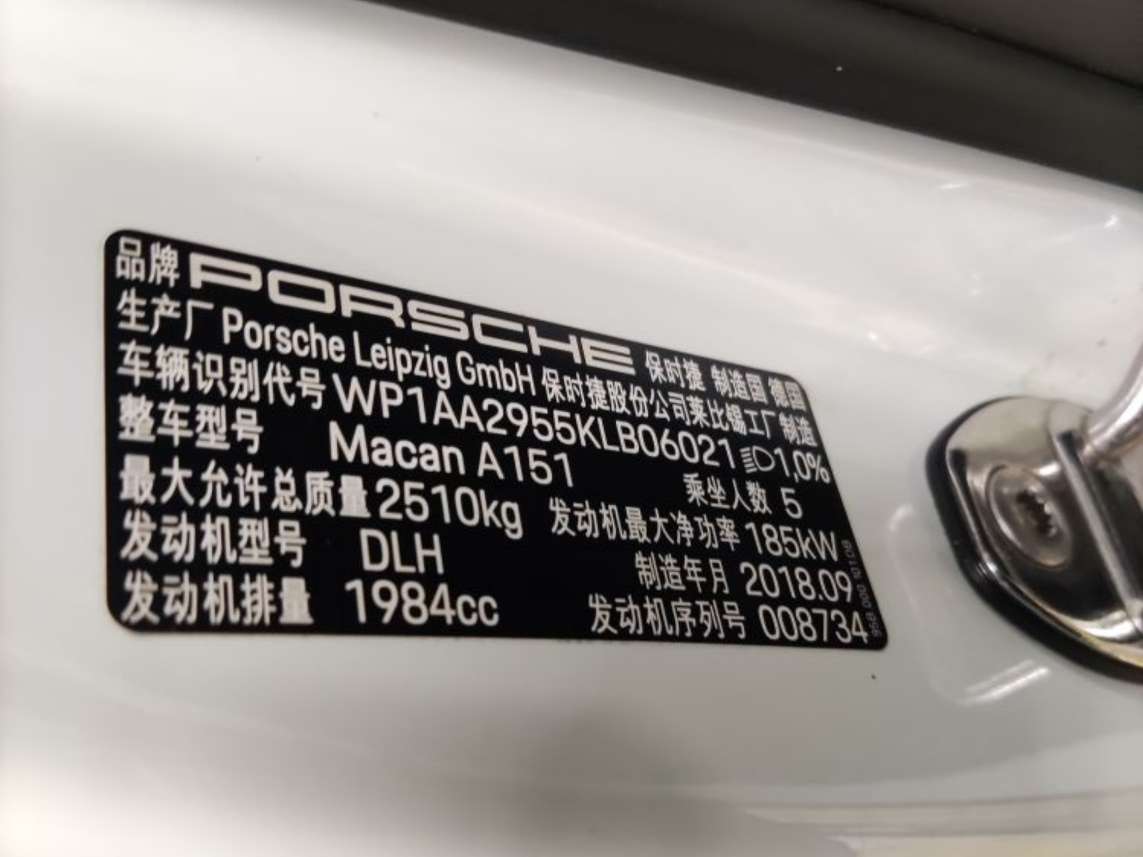 品牌 PORSCHE 保时捷 制造国 德国
生产厂 Porsche Leipzig GmbH 保时捷股份公司莱比锡工厂制造
车辆识别代号 WP1AA2955KLB06021 1,0%
整车型号 Macan A151 乘坐人数 5
最大允许总质量 2510kg 发动机最大净功率 185kW
发动机型号 DLH 制造年月 2018.09
发动机排量 1984cc 发动机序列号 008734